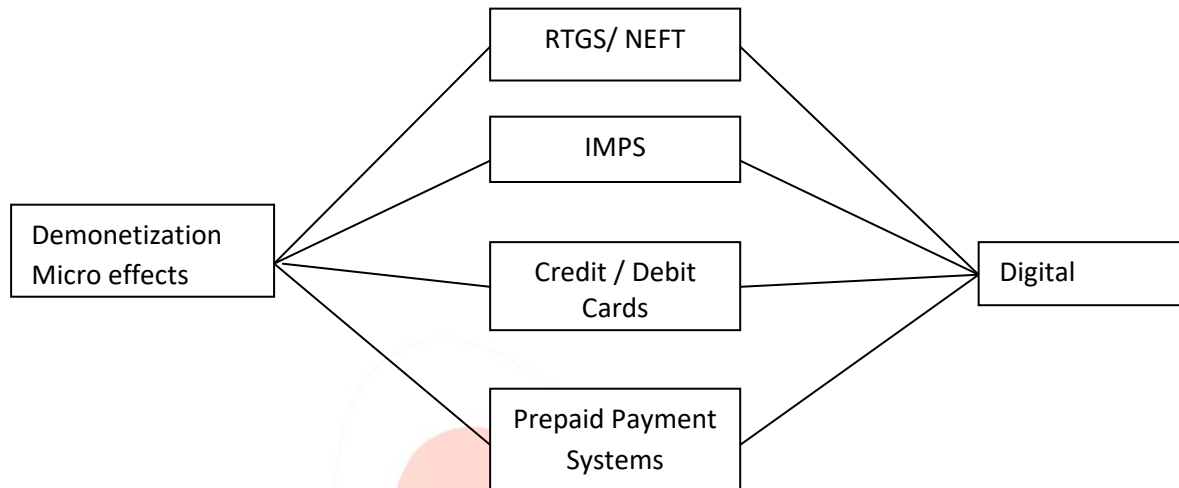 RTGS/ NEFT
IMPS
Demonetization
Micro effects
Credit / Debit
Cards
Digital
Prepaid Payment
Systems